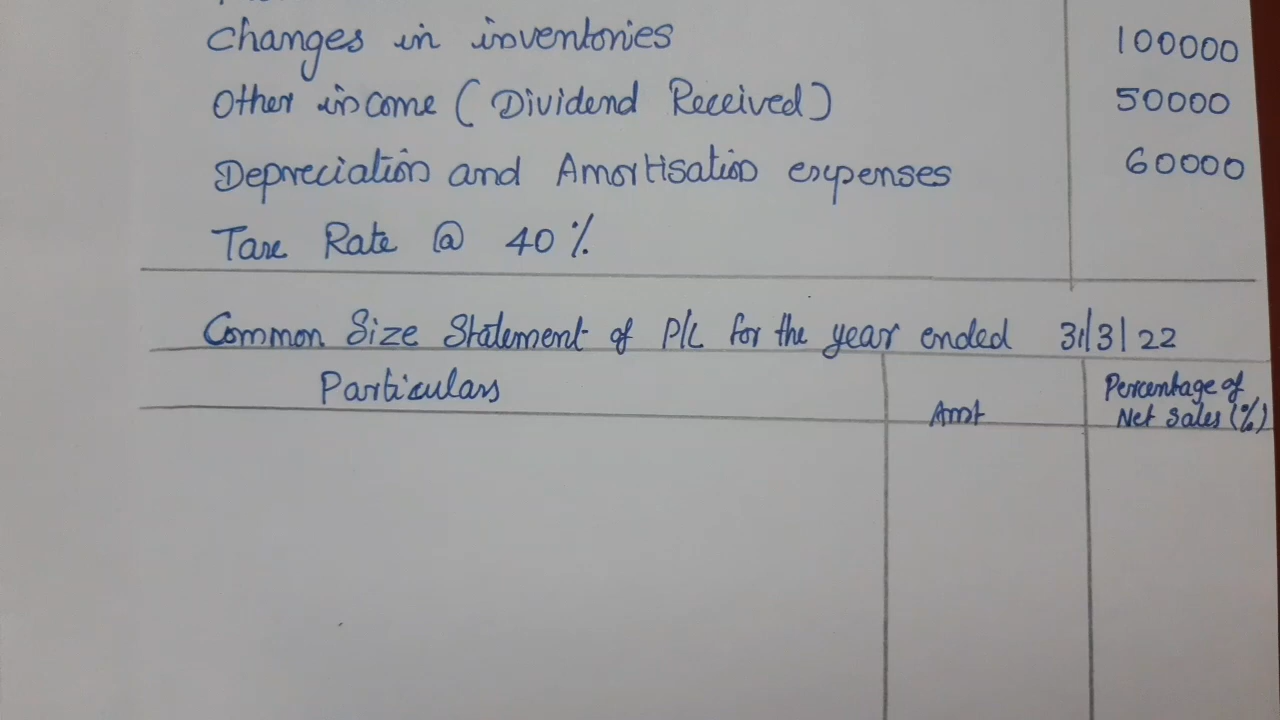 Changes in inventories 100000
Other income (Dividend Received) 50000
Depreciation and Amortisation expenses 60000
Tax Rate @ 40%
Common Size Statement of P/L for the year ended 31/3/22
Particulars Amt Percentage of Net Sales (%)